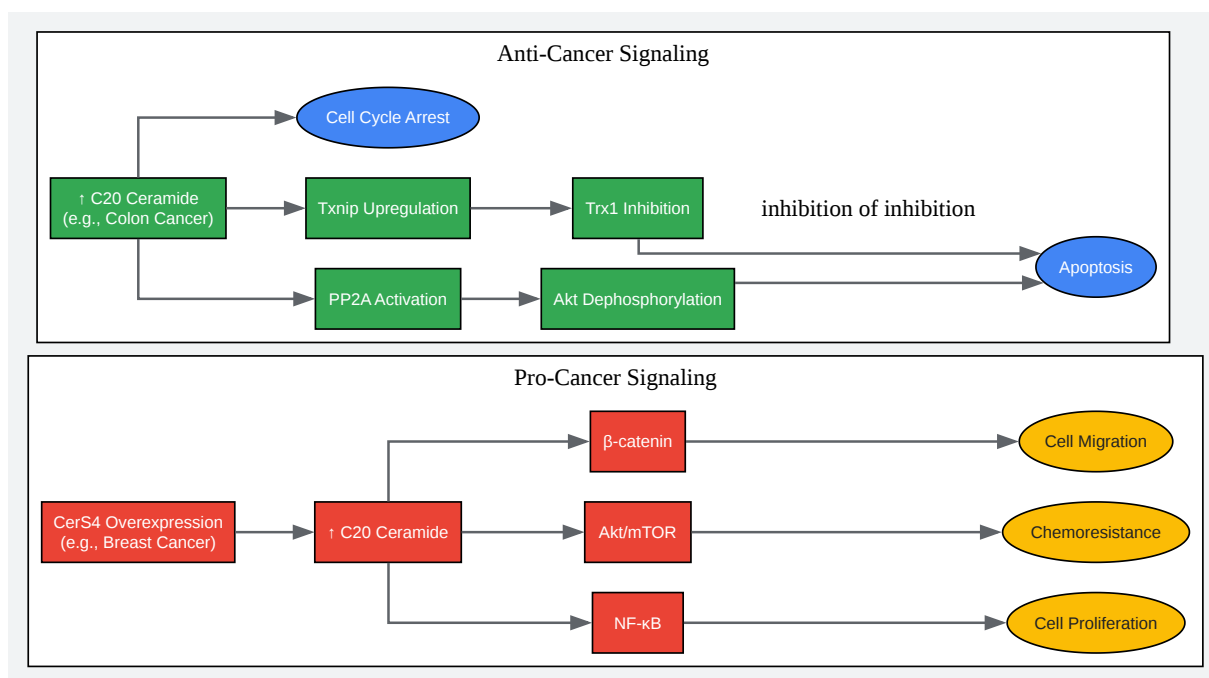 Anti-Cancer Signaling
Cell Cycle Arrest
↑ C20 Ceramide
(e.g., Colon Cancer)
Txnip Upregulation
Trx1 Inhibition
inhibition of inhibition
Apoptosis
PP2A Activation
Akt Dephosphorylation
Pro-Cancer Signaling
β-catenin
Cell Migration
CerS4 Overexpression
(e.g., Breast Cancer)
↑ C20 Ceramide
Akt/mTOR
Chemoresistance
NF-κB
Cell Proliferation